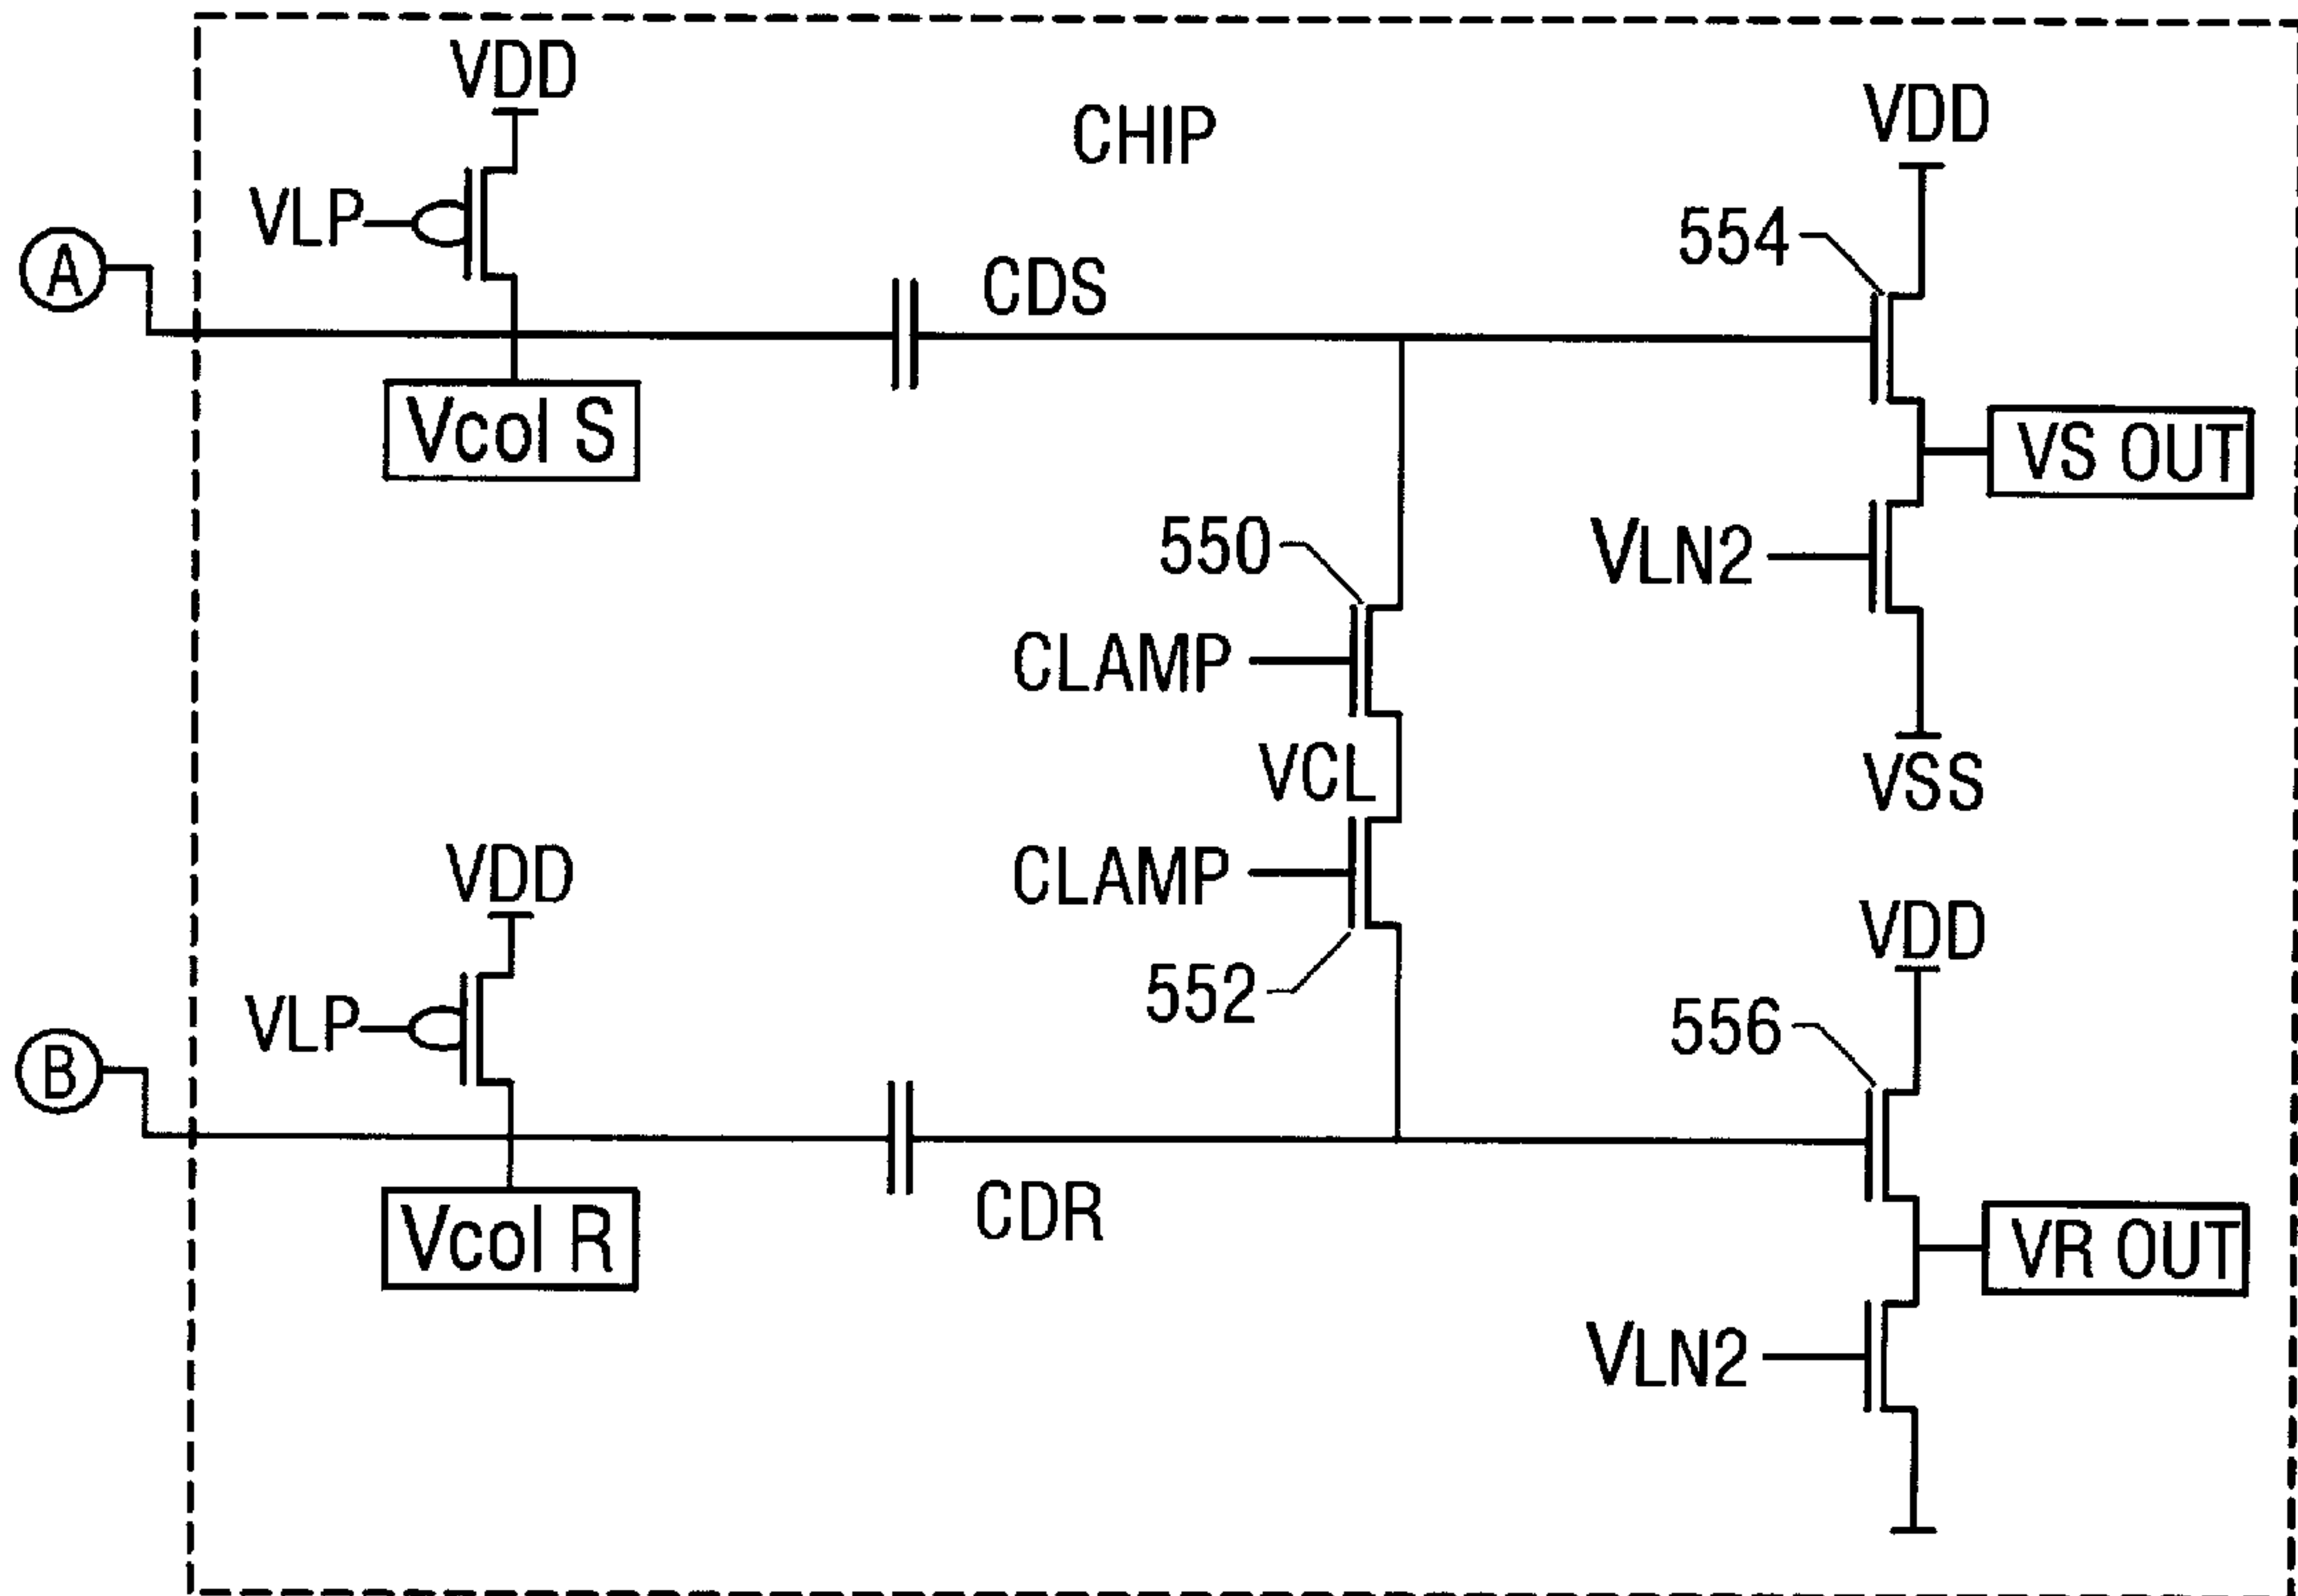 VDD
CHIP
VDD
VLP
554
A
CDS
Vcol S
VS OUT
550
VLN2
CLAMP
VCL
VSS
CLAMP
VDD
VDD
552
VLP
556
B
CDR
Vcol R
VR OUT
VLN2